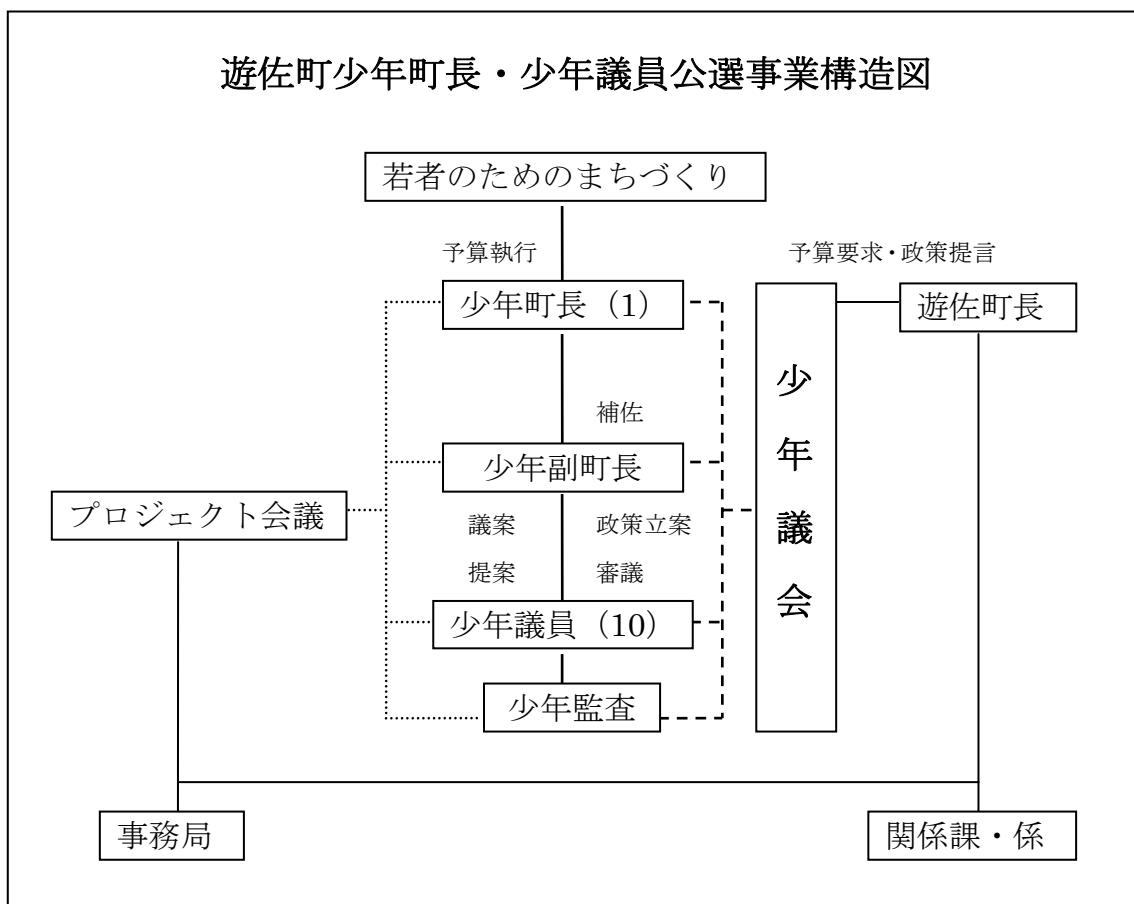 遊佐町少年町長・少年議員公選事業構造図
若者のためのまちづくり
予算執行
予算要求・政策提言
少年町長（1）
遊佐町長
少年議会
補佐
少年副町長
プロジェクト会議
議案
提案
政策立案
審議
少年議員（10）
少年監査
事務局
関係課・係